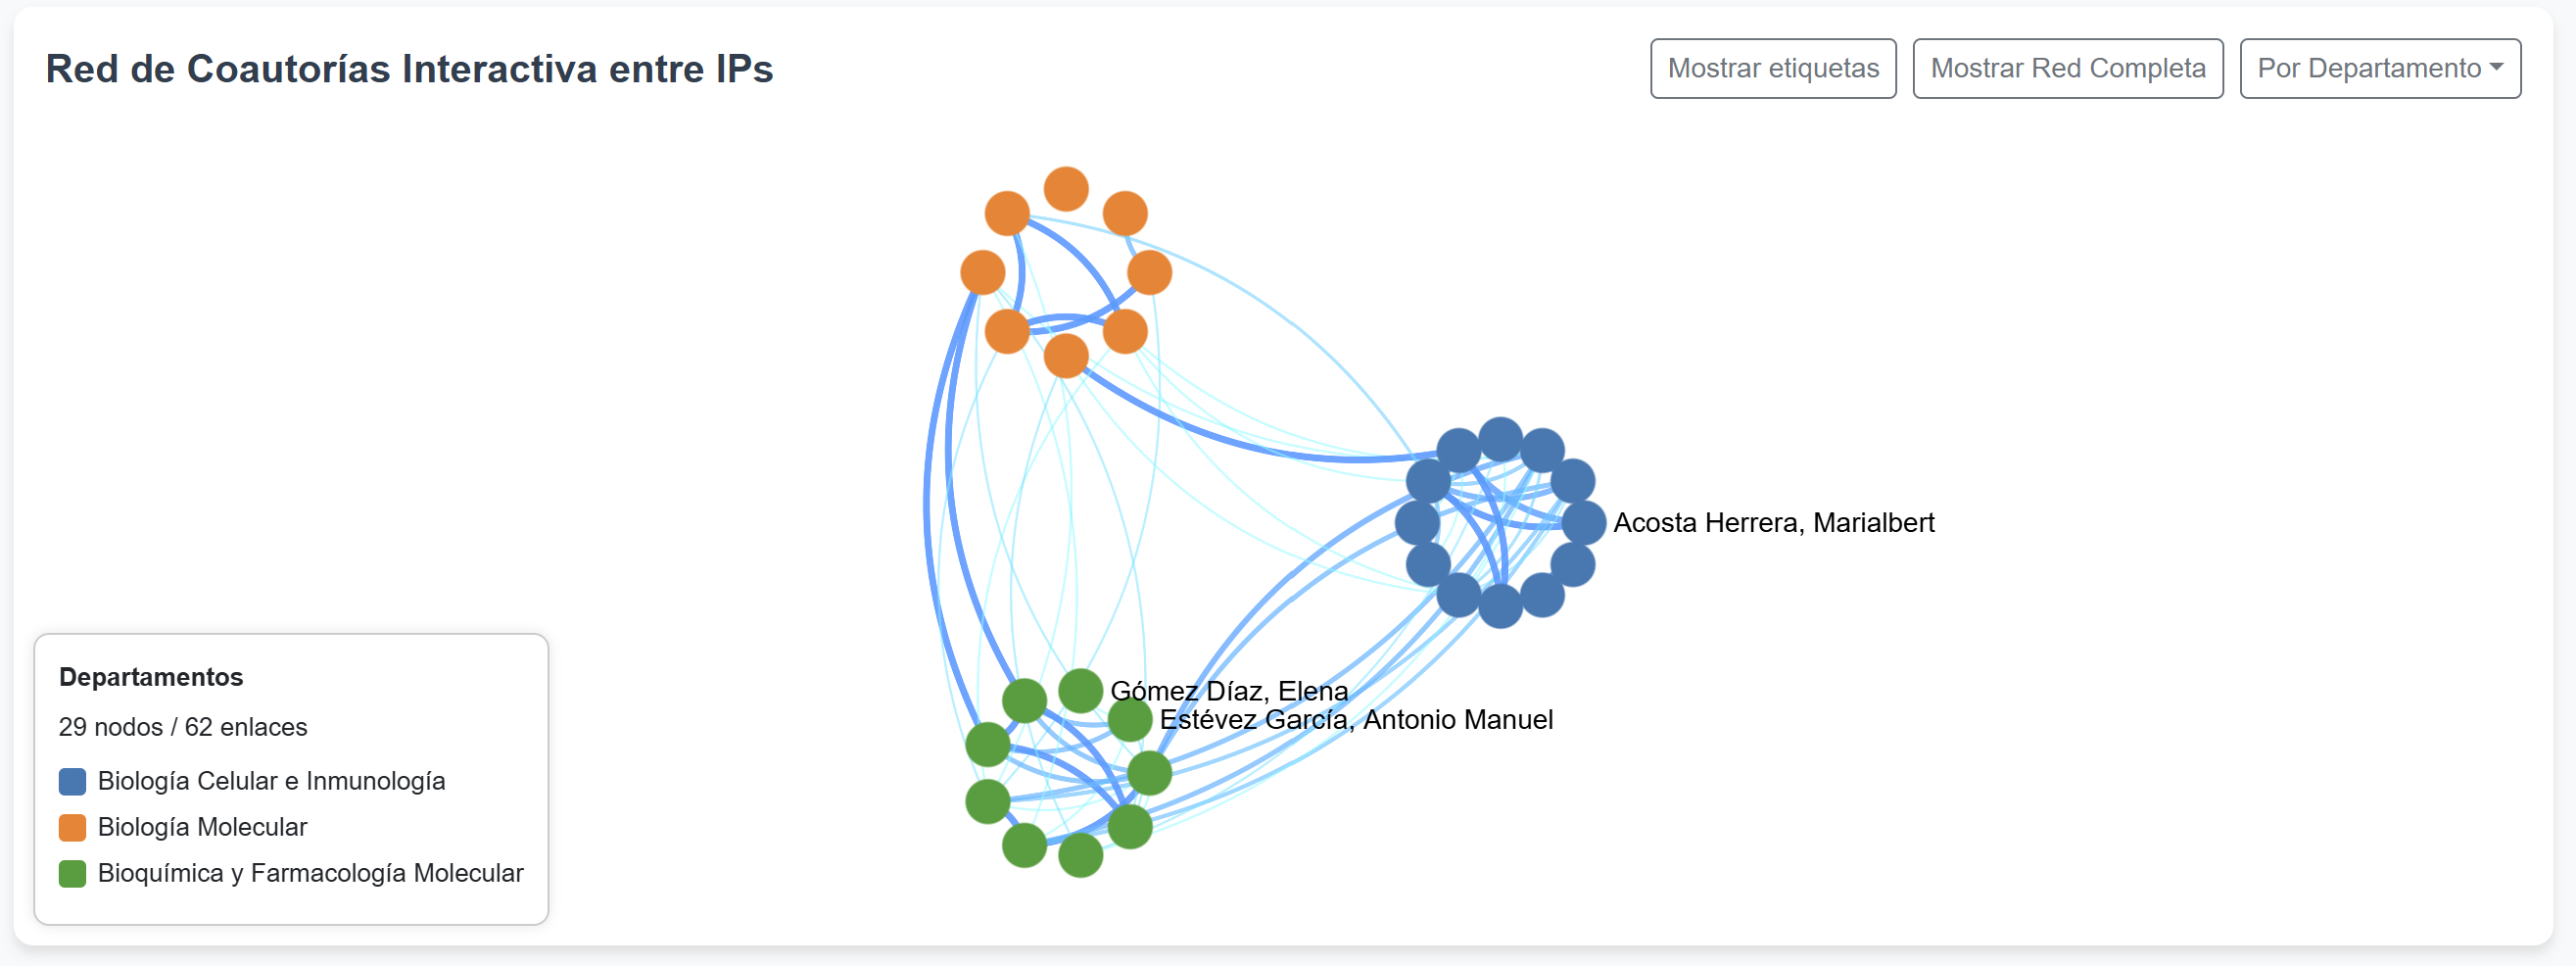 Red de Coautorías Interactiva entre IPs
Mostrar etiquetas
Mostrar Red Completa
Por Departamento
Acosta Herrera, Marialbert
Gómez Díaz, Elena
Estévez García, Antonio Manuel
Departamentos
29 nodos / 62 enlaces
Biología Celular e Inmunología
Biología Molecular
Bioquímica y Farmacología Molecular